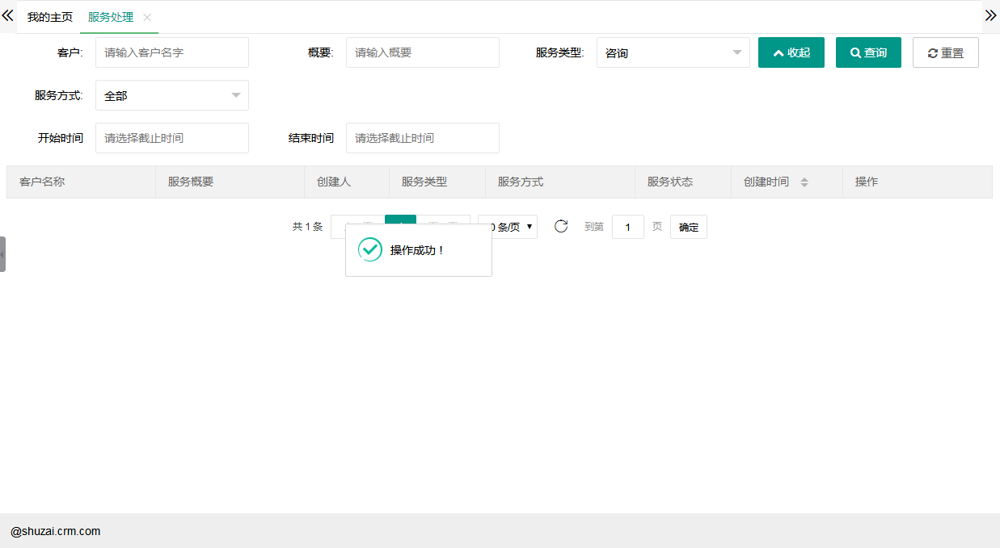 我的主页 服务处理
客户: 请输入客户名字 概要: 请输入概要 服务类型: 咨询 收起 查询 重置
服务方式: 全部
开始时间 请选择截止时间 结束时间 请选择截止时间
客户名称 服务概要 创建人 服务类型 服务方式 服务状态 创建时间 操作
共 1 条 0 条/页 到第 1 页 确定
操作成功！
@shuzai.crm.com